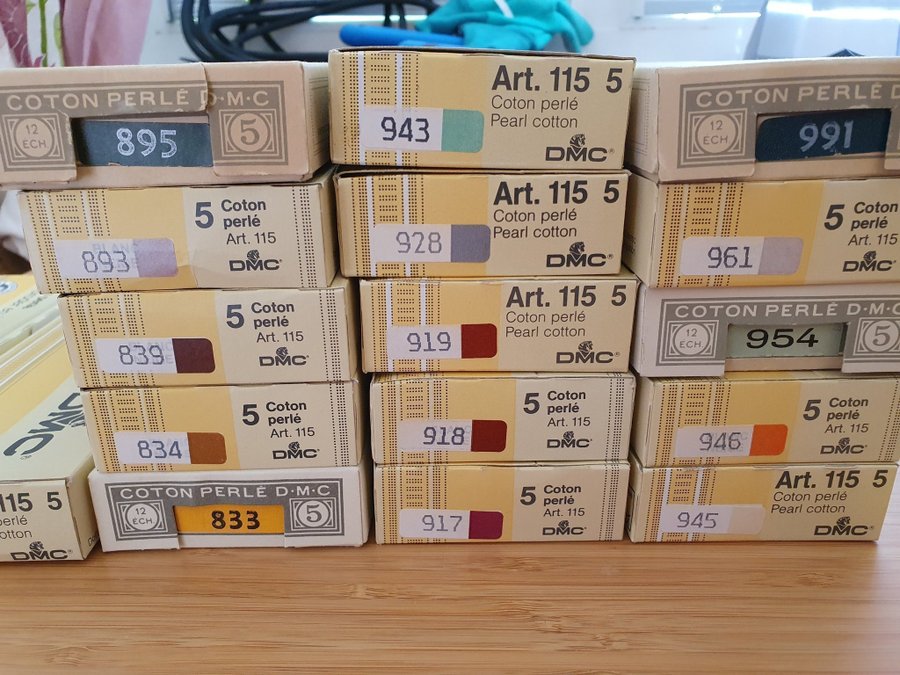 COTON PERLÉ D·M·C
12
ECH
895
5
5 Coton
perlé
Art. 115
893
DMC
5 Coton
perlé
Art. 115
839
DMC
5 Coton
perlé
Art. 115
834
DMC
COTON PERLÉ D·M·C
12
ECH
833
5
115 5
perlé
DMC
Art. 115 5
Coton perlé
Pearl cotton
943
DMC
Art. 115 5
Coton perlé
Pearl cotton
928
DMC
Art. 115 5
Coton perlé
Pearl cotton
919
DMC
5 Coton
perlé
Art. 115
918
DMC
5 Coton
perlé
Art. 115
917
DMC
COTON PERLÉ D
12
ECH
991
5 Coton
perlé
Art. 115
961
DMC
COTON PERLÉ D·M·C
12
ECH
954
5
5 Coton
perlé
Art. 115
946
DMC
Art. 115 5
Coton perlé
Pearl cotton
945
DMC